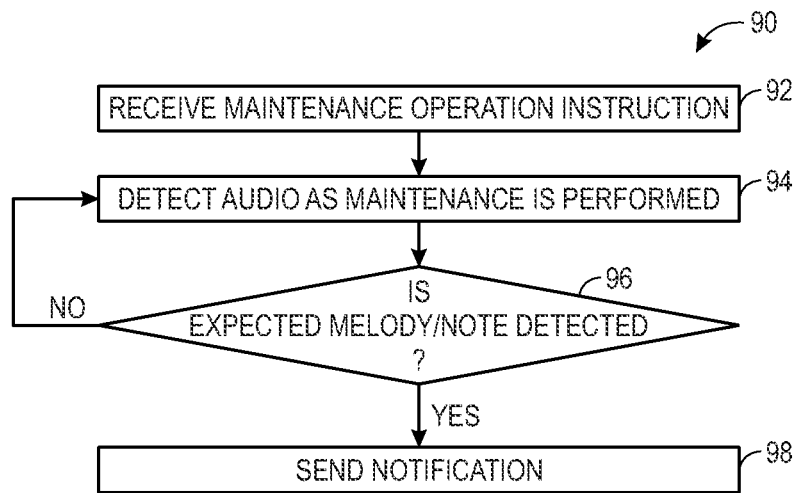 90
RECEIVE MAINTENANCE OPERATION INSTRUCTION
92
DETECT AUDIO AS MAINTENANCE IS PERFORMED
94
IS
EXPECTED MELODY/NOTE DETECTED
?
96
NO
YES
SEND NOTIFICATION
98